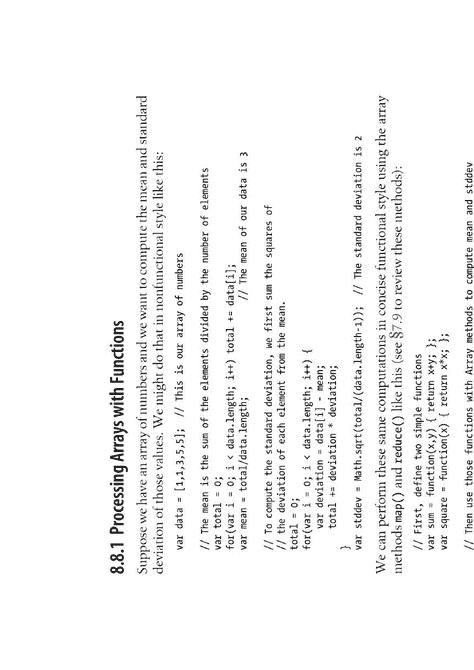 8.8.1 Processing Arrays with Functions
Suppose we have an array of numbers and we want to compute the mean and standard
deviation of those values. We might do that in nonfunctional style like this:
var data = [1,1,3,5,5];  // This is our array of numbers
// The mean is the sum of the elements divided by the number of elements
var total = 0;
for(var i = 0; i < data.length; i++) total += data[i];
var mean = total/data.length;                // The mean of our data is 3
// To compute the standard deviation, we first sum the squares of
// the deviation of each element from the mean.
total = 0;
for(var i = 0; i < data.length; i++) {
    var deviation = data[i] - mean;
    total += deviation * deviation;
}
var stddev = Math.sqrt(total/(data.length-1));  // The standard deviation is 2
We can perform these same computations in concise functional style using the array
methods map() and reduce() like this (see §7.9 to review these methods):
// First, define two simple functions
var sum = function(x,y) { return x+y; };
var square = function(x) { return x*x; };
// Then use those functions with Array methods to compute mean and stddev